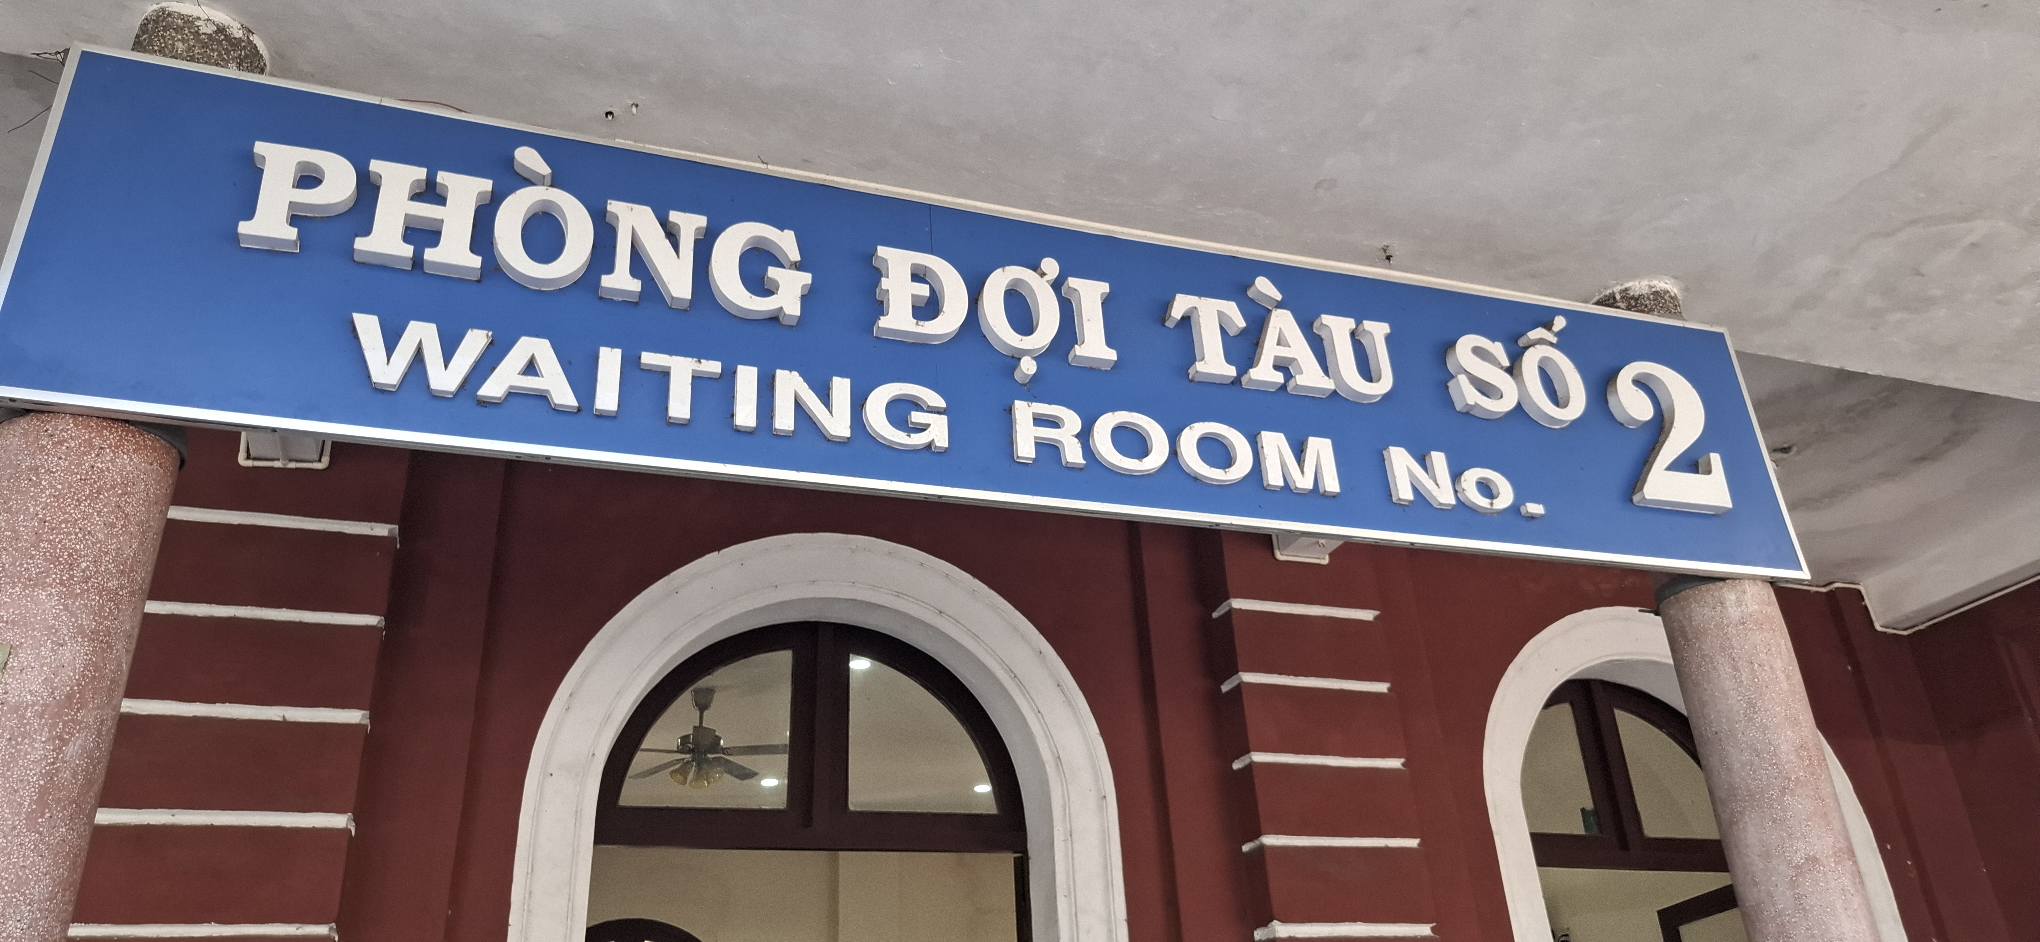 PHÒNG ĐỢI TÀU SỐ 2
WAITING ROOM No.